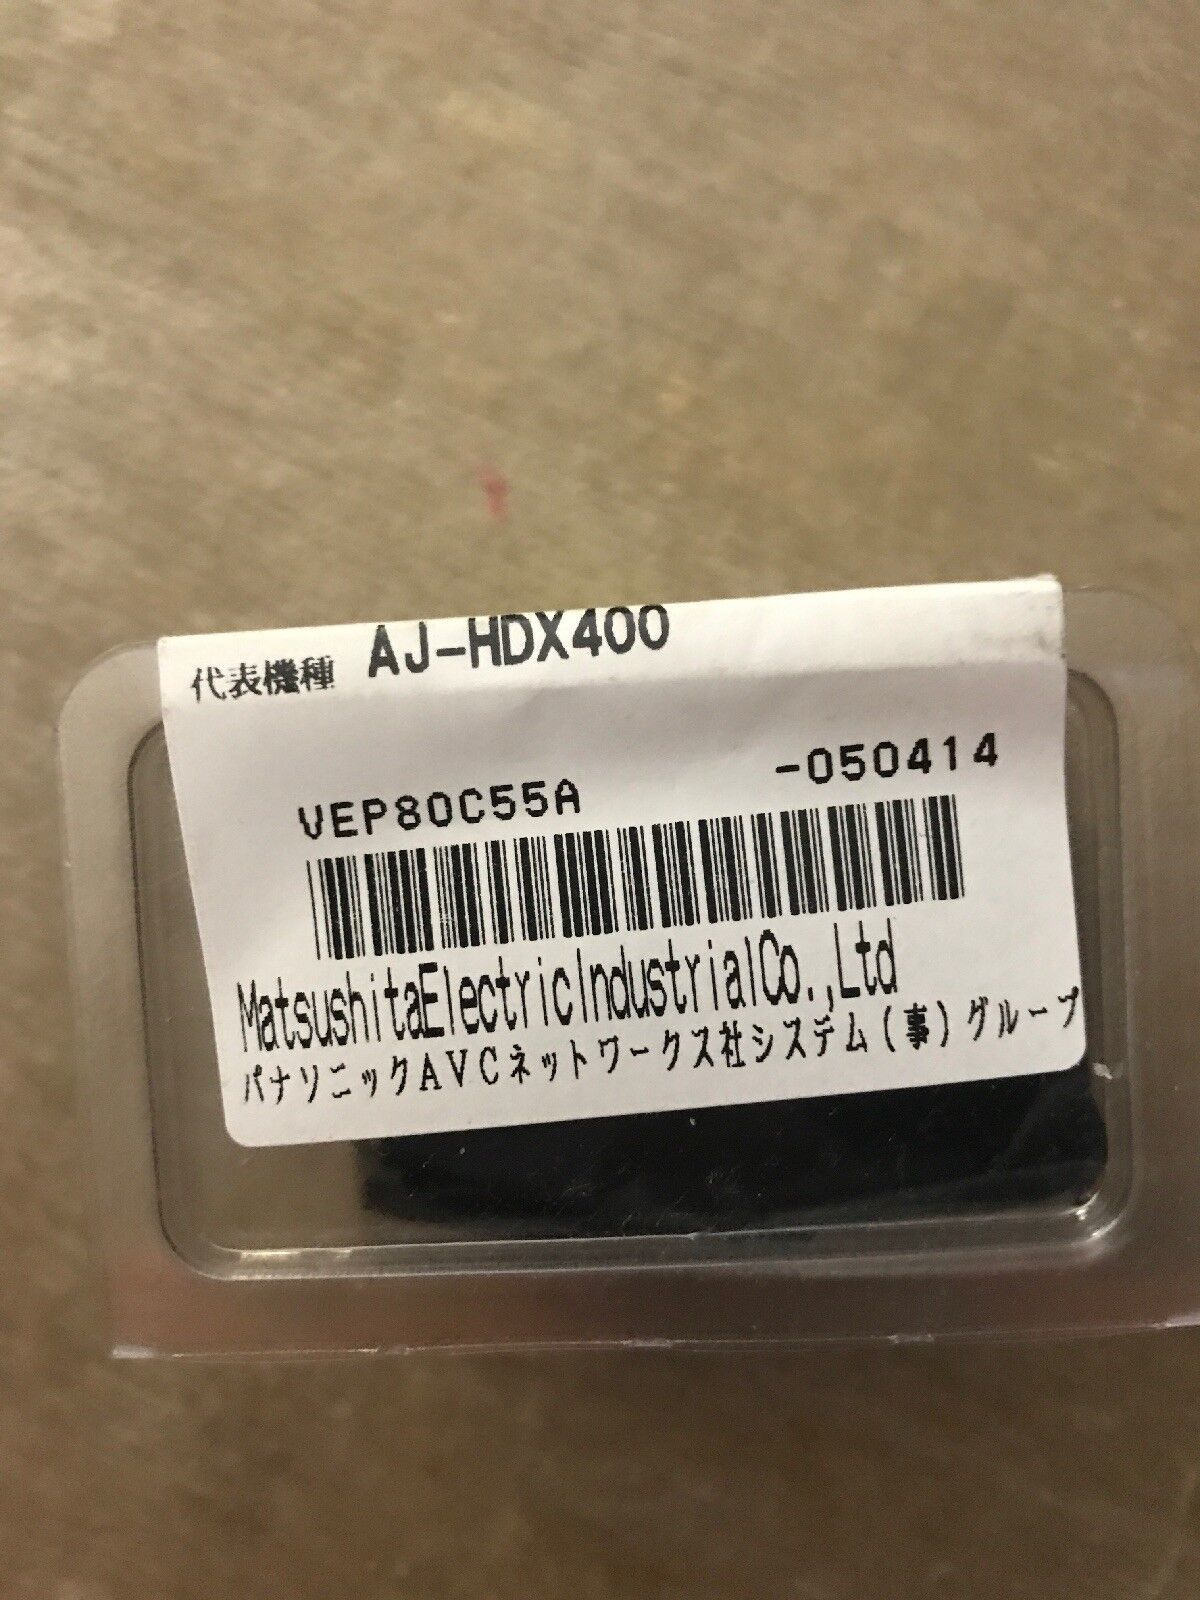 代表機種 AJ-HDX400
VEP80C55A -050414
MatsushitaElectricIndustrialCo.,Ltd
パナソニックAVCネットワークス社システム(事)グループ